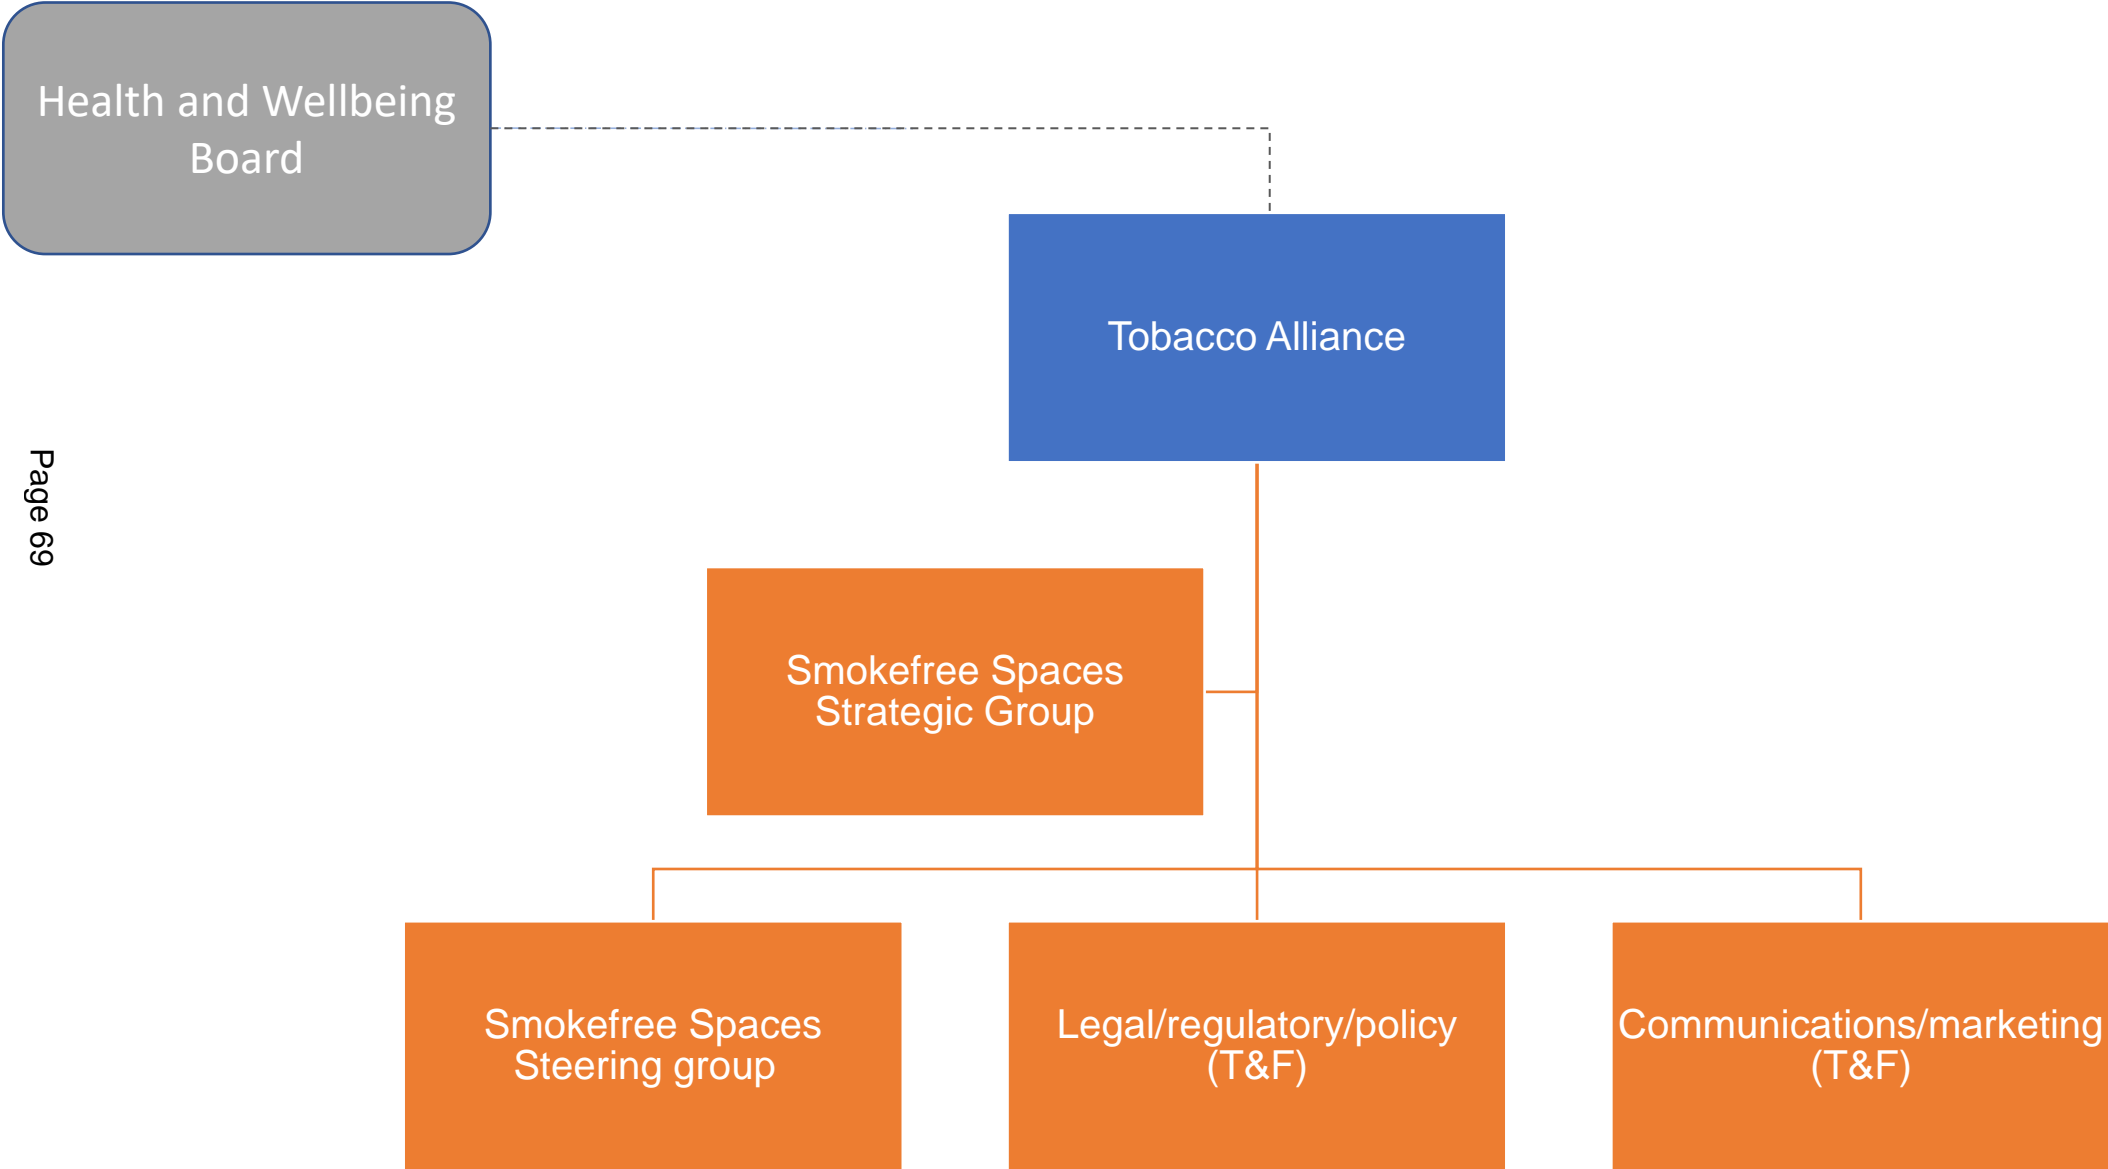 Health and Wellbeing
Board
Tobacco Alliance
Page 69
Smokefree Spaces
Strategic Group
Smokefree Spaces
Steering group
Legal/regulatory/policy
(T&F)
Communications/marketing
(T&F)